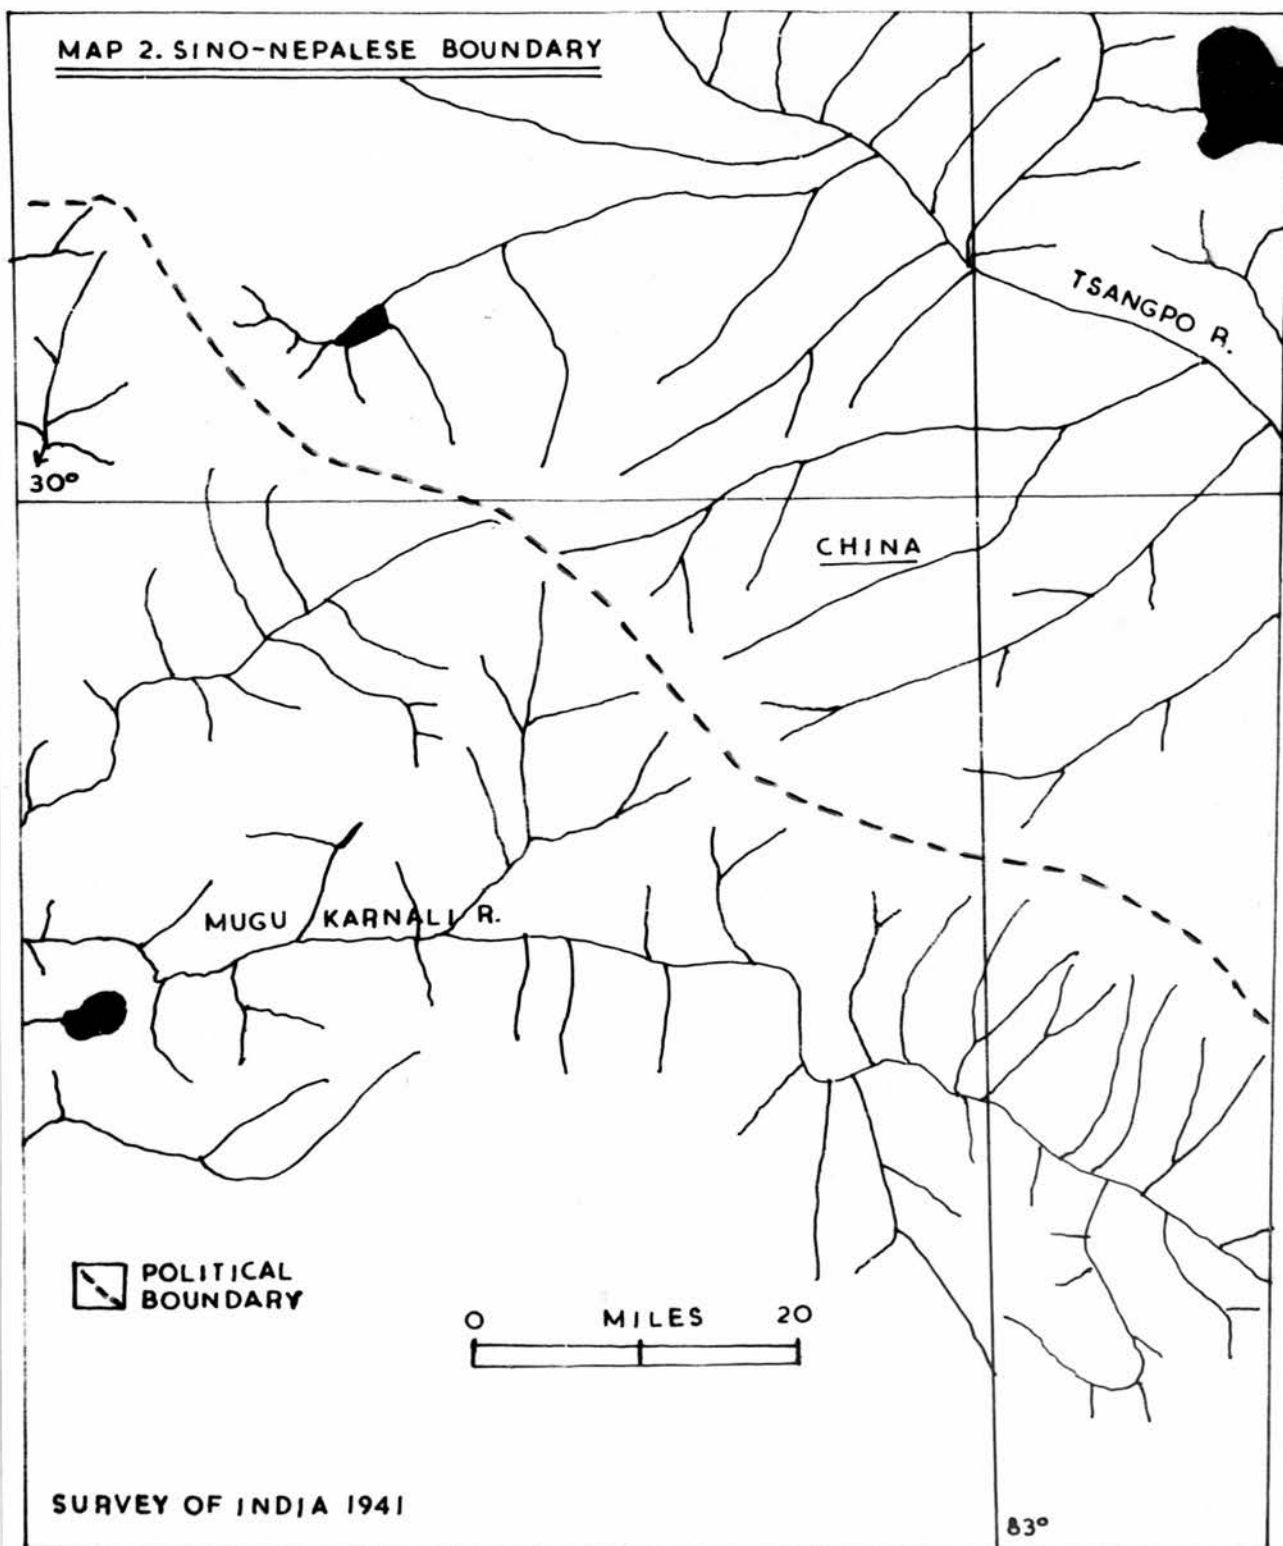 MAP 2. SINO-NEPALESE BOUNDARY
TSANGPO R.
30°
CHINA
MUGU KARNALI R.
POLITICAL
BOUNDARY
0 MILES 20
SURVEY OF INDIA 1941
83°